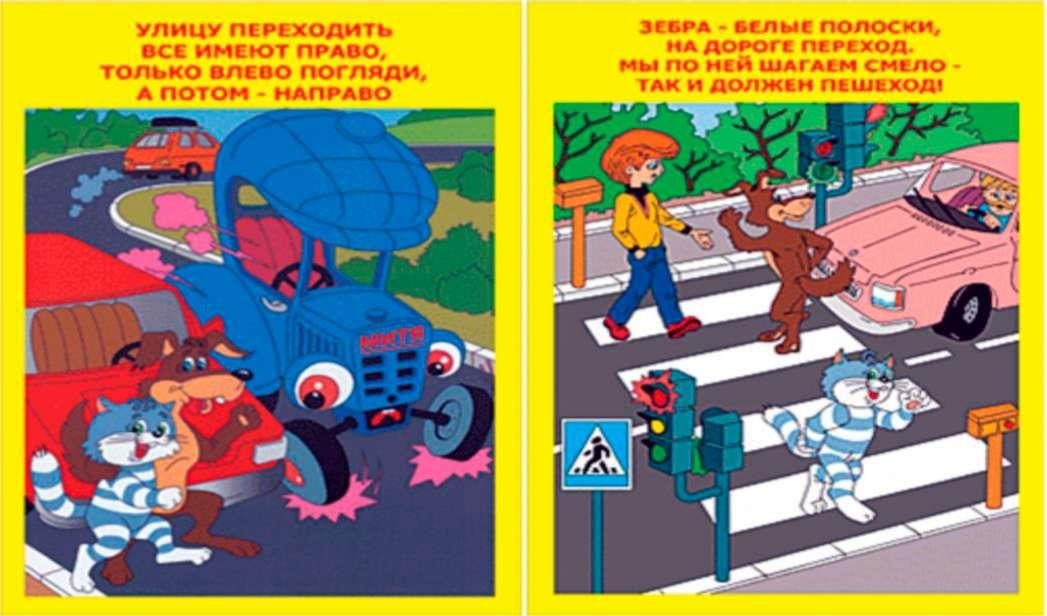 УЛИЦУ ПЕРЕХОДИТЬ
ВСЕ ИМЕЮТ ПРАВО,
ТОЛЬКО ВЛЕВО ПОГЛЯДИ,
А ПОТОМ - НАПРАВО
МИТЯ
ЗЕБРА - БЕЛЫЕ ПОЛОСКИ,
НА ДОРОГЕ ПЕРЕХОД.
МЫ ПО НЕЙ ШАГАЕМ СМЕЛО -
ТАК И ДОЛЖЕН ПЕШЕХОД!